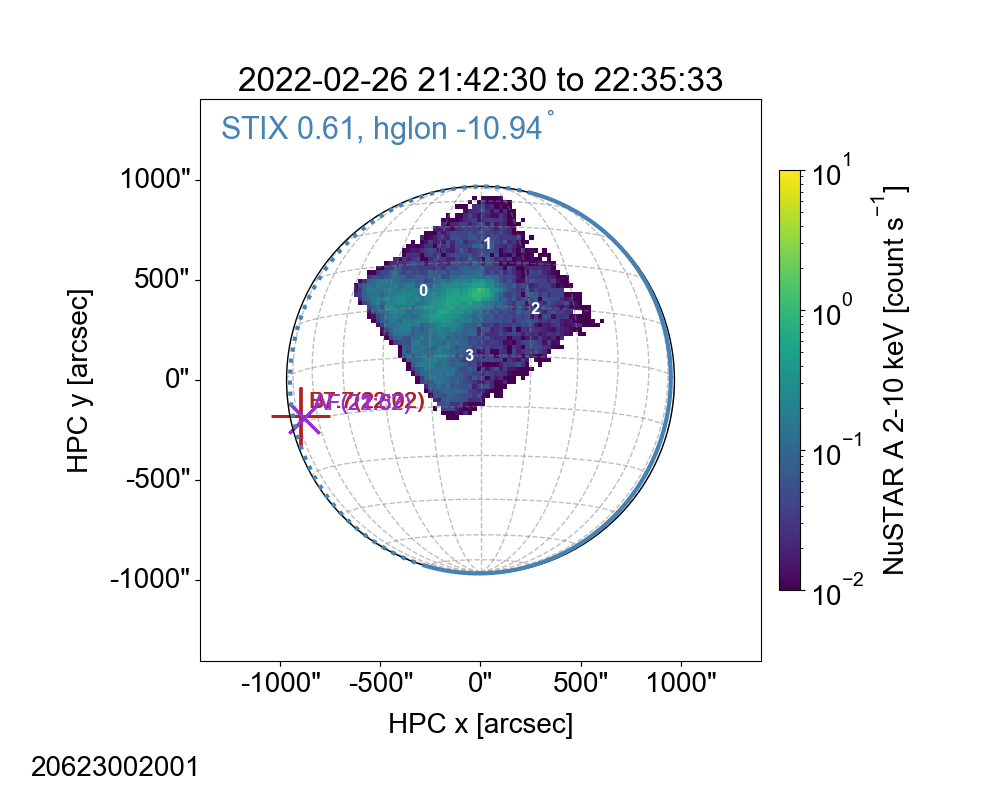 2022-02-26 21:42:30 to 22:35:33
STIX 0.61, hglon -10.94°
1000"
500"
0"
-500"
-1000"
HPC y [arcsec]
1
0
2
3
-1000" -500" 0" 500" 1000"
HPC x [arcsec]
10^1
10^0
10^-1
10^-2
NuSTAR A 2-10 keV [count s^-1]
20623002001